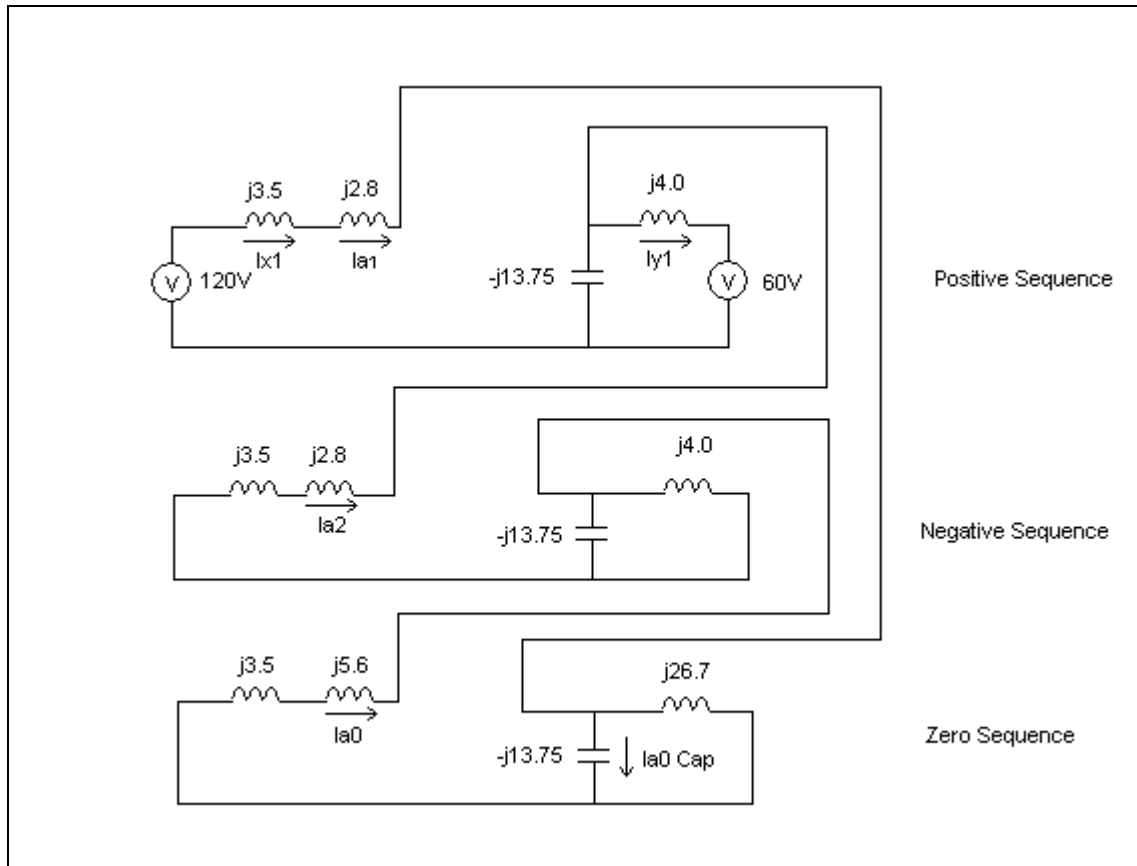 j3.5 j2.8 j4.0
Ix1 Ia1 Iy1
V 120V -j13.75 V 60V Positive Sequence
j3.5 j2.8 j4.0
Ia2 -j13.75 Negative Sequence
j3.5 j5.6 j26.7
Ia0 -j13.75 Ia0 Cap Zero Sequence